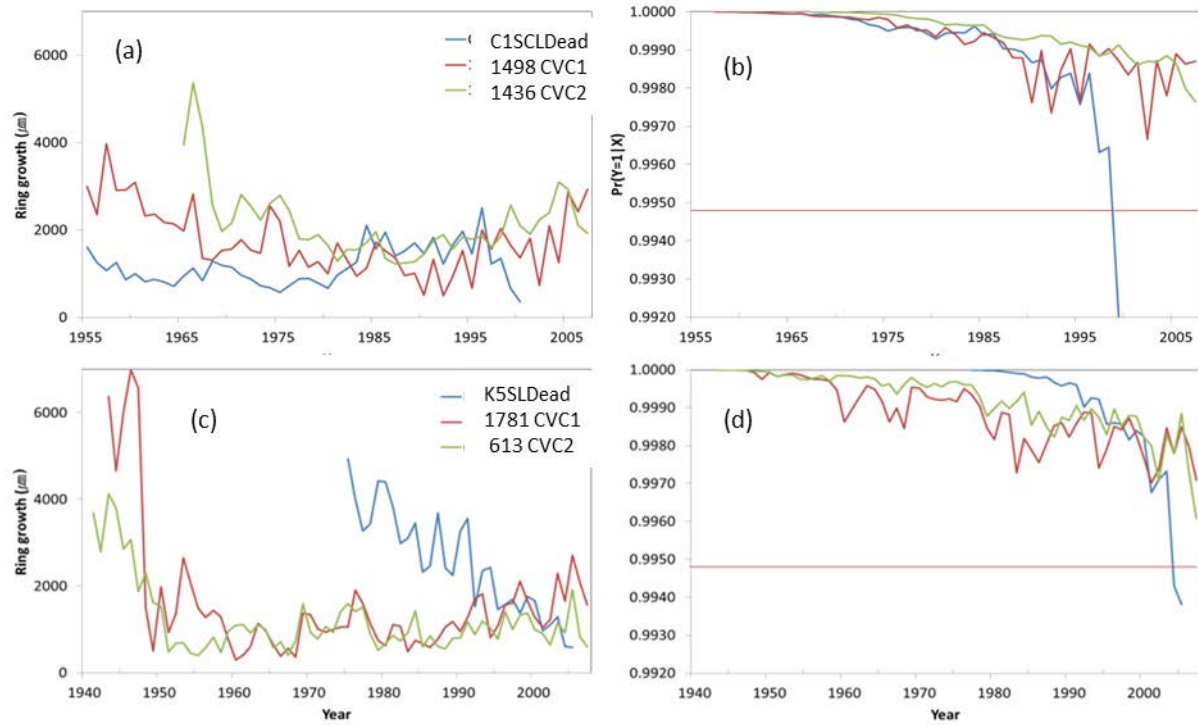 (a)
C1SCLDead
1498 CVC1
1436 CVC2
Ring growth (㎛)
6000
4000
2000
0
1955 1965 1975 1985 1995 2005
(b)
Pr(Y=1|X)
1.0000
0.9990
0.9980
0.9970
0.9960
0.9950
0.9940
0.9930
0.9920
1955 1965 1975 1985 1995 2005
(c)
K5SLDead
1781 CVC1
613 CVC2
Ring growth (㎛)
6000
4000
2000
0
1940 1950 1960 1970 1980 1990 2000
Year
(d)
1.0000
0.9990
0.9980
0.9970
0.9960
0.9950
0.9940
0.9930
0.9920
1940 1950 1960 1970 1980 1990 2000
Year